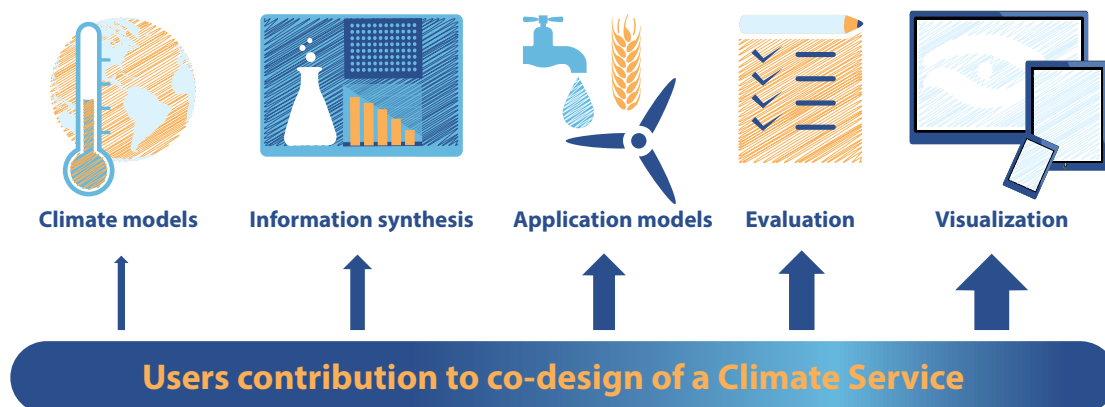 Climate models
Information synthesis
Application models
Evaluation
Visualization
Users contribution to co-design of a Climate Service